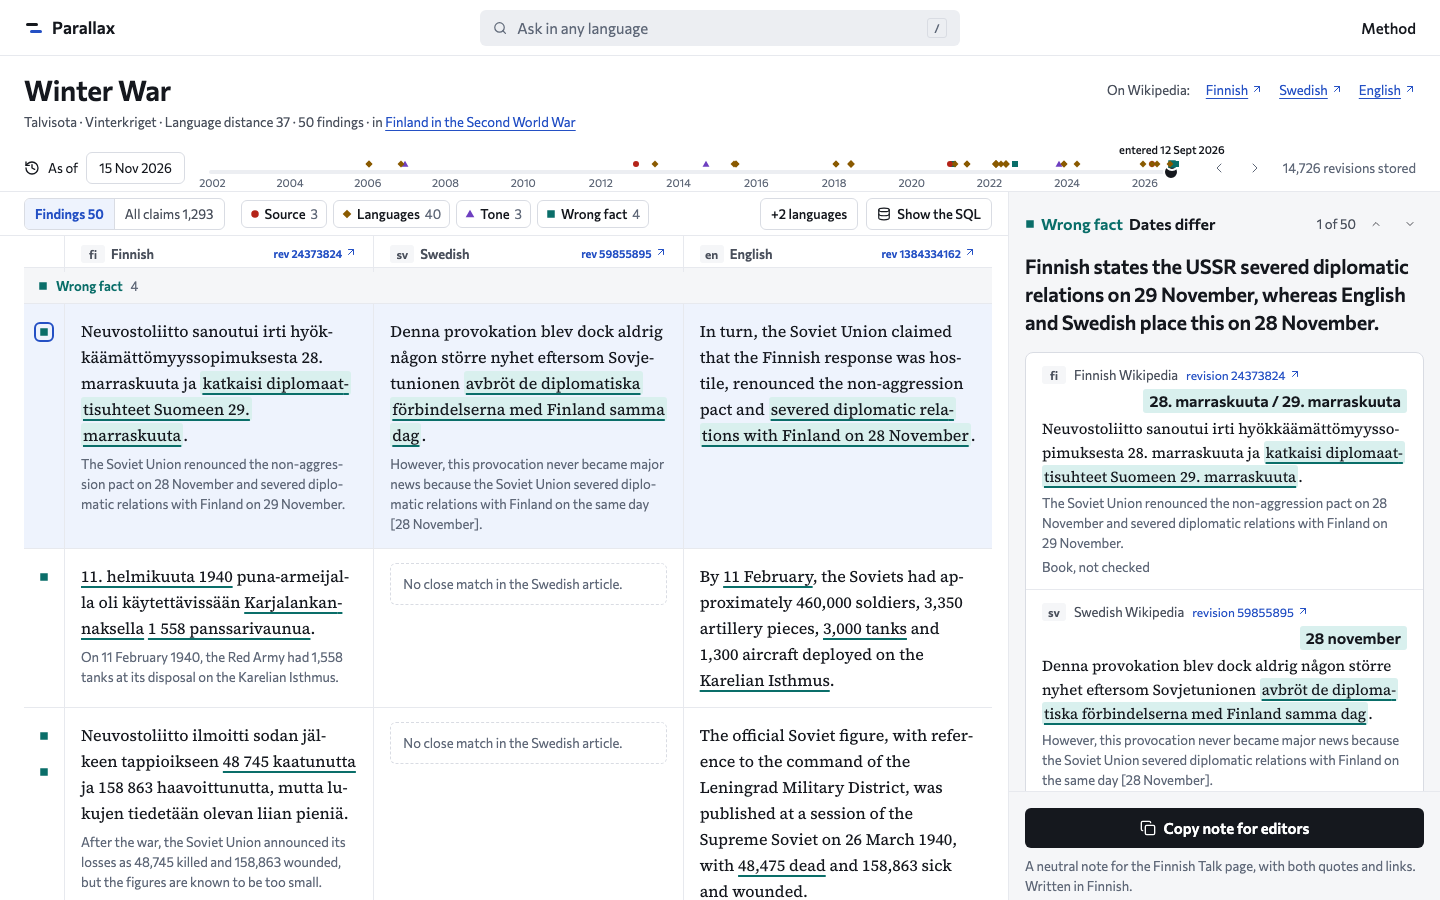 Parallax
Ask in any language
/
Method
Winter War
On Wikipedia: Finnish Swedish English
Talvisota · Vinterkriget · Language distance 37 · 50 findings · in Finland in the Second World War
entered 12 Sept 2026
As of 15 Nov 2026
14,726 revisions stored
2002 2004 2006 2008 2010 2012 2014 2016 2018 2020 2022 2024 2026
Findings 50
All claims 1,293
Source 3
Languages 40
Tone 3
Wrong fact 4
+2 languages
Show the SQL
fi Finnish rev 24373824
sv Swedish rev 59855895
en English rev 1384334162
Wrong fact 4
Neuvostoliitto sanoutui irti hyök-
käämättömyyssopimuksesta 28.
marraskuuta ja katkaisi diplomaat-
tisuhteet Suomeen 29.
marraskuuta.
The Soviet Union renounced the non-aggres-
sion pact on 28 November and severed diplo-
matic relations with Finland on 29 November.
Denna provokation blev dock aldrig
någon större nyhet eftersom Sovje-
tunionen avbröt de diplomatiska
förbindelserna med Finland samma
dag.
However, this provocation never became major
news because the Soviet Union severed diplo-
matic relations with Finland on the same day
[28 November].
In turn, the Soviet Union claimed
that the Finnish response was hos-
tile, renounced the non-aggression
pact and severed diplomatic rela-
tions with Finland on 28 November.
11. helmikuuta 1940 puna-armeijal-
la oli käytettävissään Karjalankan-
naksella 1 558 panssarivaunua.
On 11 February 1940, the Red Army had 1,558
tanks at its disposal on the Karelian Isthmus.
No close match in the Swedish article.
By 11 February, the Soviets had ap-
proximately 460,000 soldiers, 3,350
artillery pieces, 3,000 tanks and
1,300 aircraft deployed on the
Karelian Isthmus.
Neuvostoliitto ilmoitti sodan jäl-
keen tappioikseen 48 745 kaatunutta
ja 158 863 haavoittunutta, mutta lu-
kujen tiedetään olevan liian pieniä.
After the war, the Soviet Union announced its
losses as 48,745 killed and 158,863 wounded,
but the figures are known to be too small.
No close match in the Swedish article.
The official Soviet figure, with refer-
ence to the command of the
Leningrad Military District, was
published at a session of the
Supreme Soviet on 26 March 1940,
with 48,475 dead and 158,863 sick
and wounded.
Wrong fact Dates differ
1 of 50
Finnish states the USSR severed diplomatic
relations on 29 November, whereas English
and Swedish place this on 28 November.
fi Finnish Wikipedia revision 24373824
28. marraskuuta / 29. marraskuuta
Neuvostoliitto sanoutui irti hyökkäämättömyysso-
pimuksesta 28. marraskuuta ja katkaisi diplomaat-
tisuhteet Suomeen 29. marraskuuta.
The Soviet Union renounced the non-aggression pact on 28
November and severed diplomatic relations with Finland on
29 November.
Book, not checked
sv Swedish Wikipedia revision 59855895
28 november
Denna provokation blev dock aldrig någon större
nyhet eftersom Sovjetunionen avbröt de diploma-
tiska förbindelserna med Finland samma dag.
However, this provocation never became major news because
the Soviet Union severed diplomatic relations with Finland on
the same day [28 November].
Copy note for editors
A neutral note for the Finnish Talk page, with both quotes and links.
Written in Finnish.